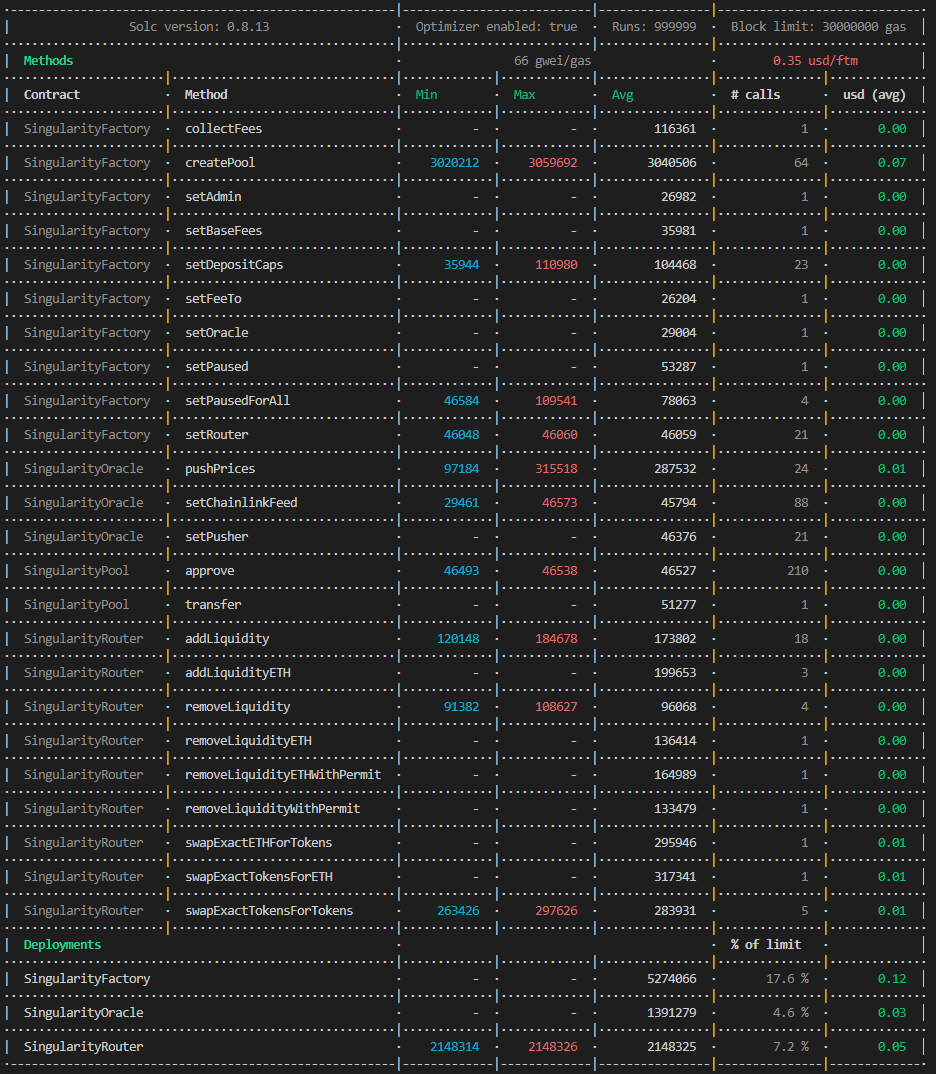 Solc version: 0.8.13 · Optimizer enabled: true · Runs: 999999 · Block limit: 30000000 gas
Methods · 66 gwei/gas · 0.35 usd/ftm
Contract · Method · Min · Max · Avg · # calls · usd (avg)
SingularityFactory · collectFees · - · - · 116361 · 1 · 0.00
SingularityFactory · createPool · 3020212 · 3059692 · 3040506 · 64 · 0.07
SingularityFactory · setAdmin · - · - · 26982 · 1 · 0.00
SingularityFactory · setBaseFees · - · - · 35981 · 1 · 0.00
SingularityFactory · setDepositCaps · 35944 · 110980 · 104468 · 23 · 0.00
SingularityFactory · setFeeTo · - · - · 26204 · 1 · 0.00
SingularityFactory · setOracle · - · - · 29004 · 1 · 0.00
SingularityFactory · setPaused · - · - · 53287 · 1 · 0.00
SingularityFactory · setPausedForAll · 46584 · 109541 · 78063 · 4 · 0.00
SingularityFactory · setRouter · 46048 · 46060 · 46059 · 21 · 0.00
SingularityOracle · pushPrices · 97184 · 315518 · 287532 · 24 · 0.01
SingularityOracle · setChainlinkFeed · 29461 · 46573 · 45794 · 88 · 0.00
SingularityOracle · setPusher · - · - · 46376 · 21 · 0.00
SingularityPool · approve · 46493 · 46538 · 46527 · 210 · 0.00
SingularityPool · transfer · - · - · 51277 · 1 · 0.00
SingularityRouter · addLiquidity · 120148 · 184678 · 173802 · 18 · 0.00
SingularityRouter · addLiquidityETH · - · - · 199653 · 3 · 0.00
SingularityRouter · removeLiquidity · 91382 · 108627 · 96068 · 4 · 0.00
SingularityRouter · removeLiquidityETH · - · - · 136414 · 1 · 0.00
SingularityRouter · removeLiquidityETHWithPermit · - · - · 164989 · 1 · 0.00
SingularityRouter · removeLiquidityWithPermit · - · - · 133479 · 1 · 0.00
SingularityRouter · swapExactETHForTokens · - · - · 295946 · 1 · 0.01
SingularityRouter · swapExactTokensForETH · - · - · 317341 · 1 · 0.01
SingularityRouter · swapExactTokensForTokens · 263426 · 297626 · 283931 · 5 · 0.01
Deployments · · % of limit ·
SingularityFactory · - · - · 5274066 · 17.6 % · 0.12
SingularityOracle · - · - · 1391279 · 4.6 % · 0.03
SingularityRouter · 2148314 · 2148326 · 2148325 · 7.2 % · 0.05